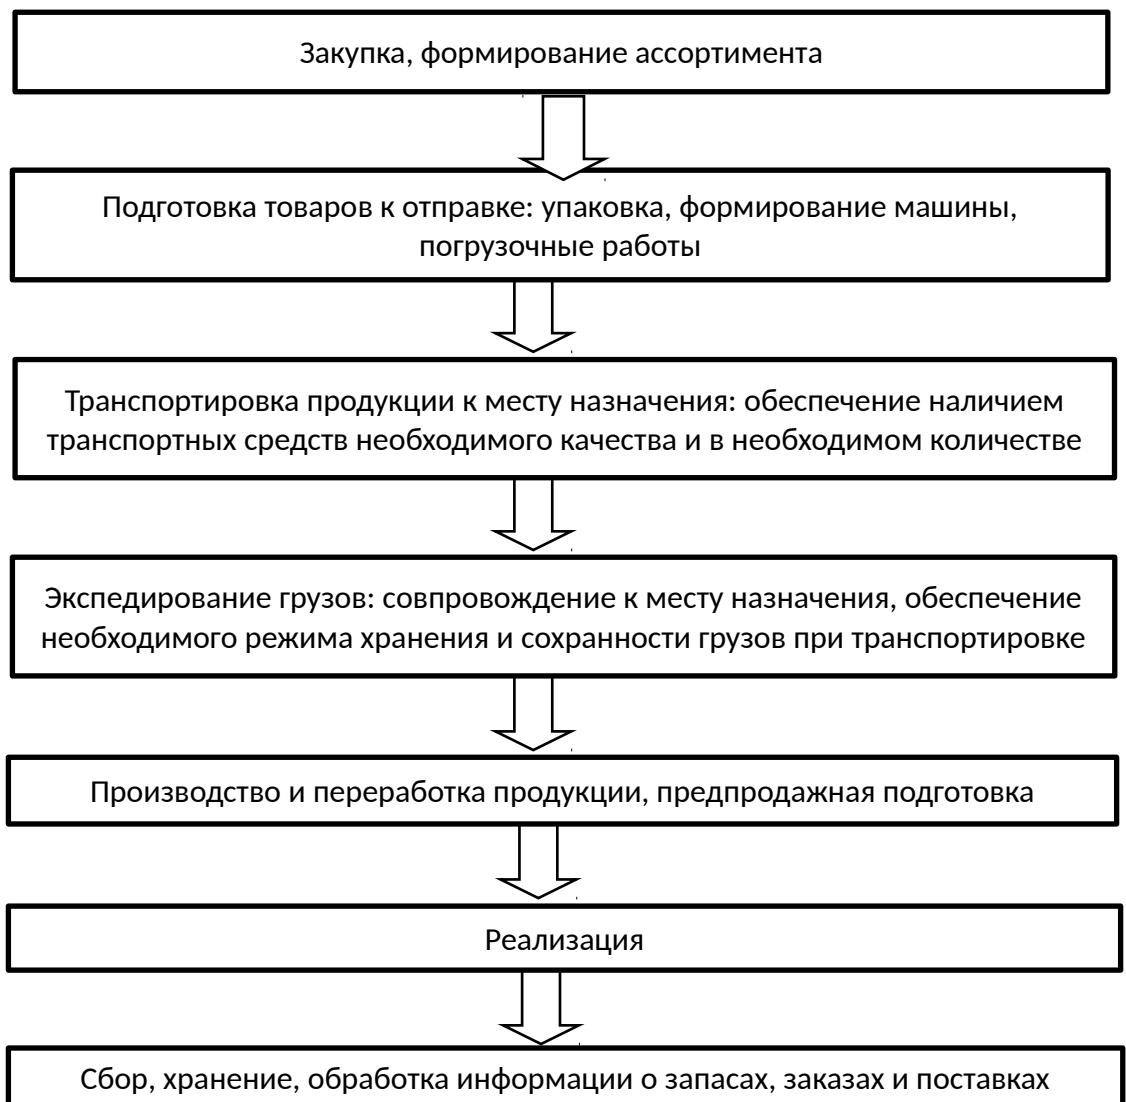 Закупка, формирование ассортимента
Подготовка товаров к отправке: упаковка, формирование машины,
погрузочные работы
Транспортировка продукции к месту назначения: обеспечение наличием
транспортных средств необходимого качества и в необходимом количестве
Экспедирование грузов: совпровождение к месту назначения, обеспечение
необходимого режима хранения и сохранности грузов при транспортировке
Производство и переработка продукции, предпродажная подготовка
Реализация
Сбор, хранение, обработка информации о запасах, заказах и поставках